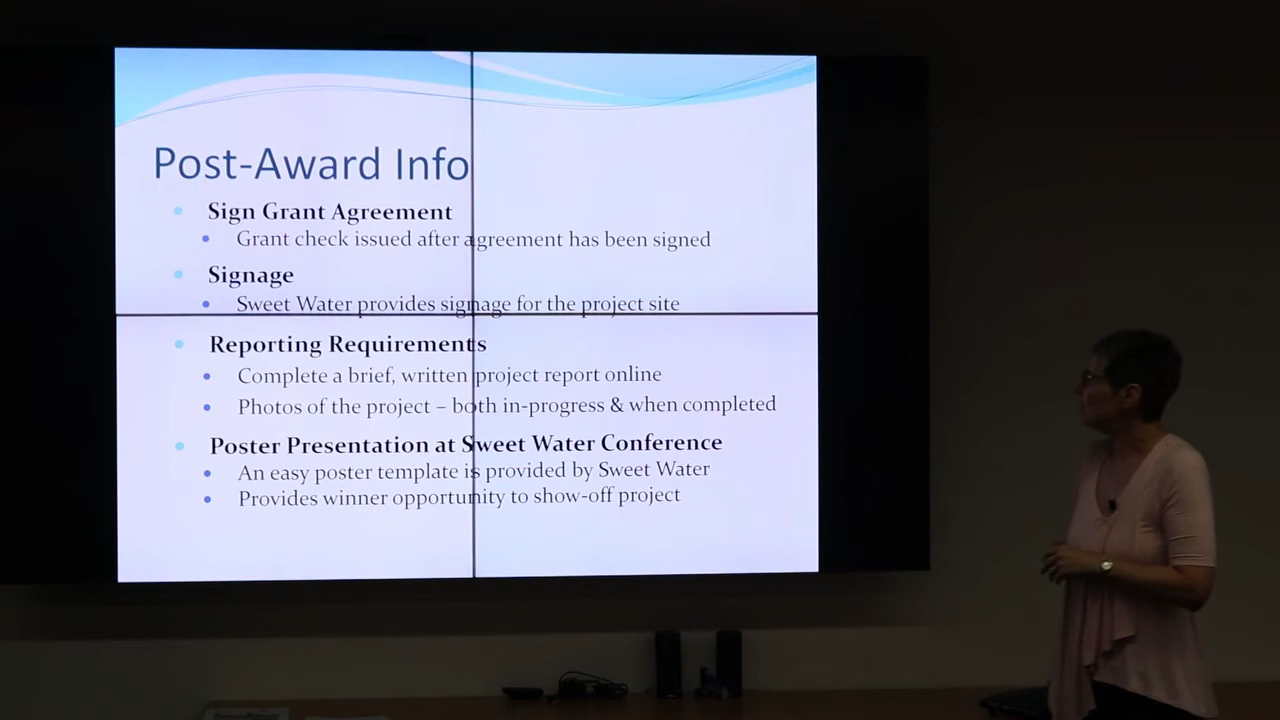 Post-Award Info
Sign Grant Agreement
Grant check issued after agreement has been signed
Signage
Sweet Water provides signage for the project site
Reporting Requirements
Complete a brief, written project report online
Photos of the project – both in-progress & when completed
Poster Presentation at Sweet Water Conference
An easy poster template is provided by Sweet Water
Provides winner opportunity to show-off project